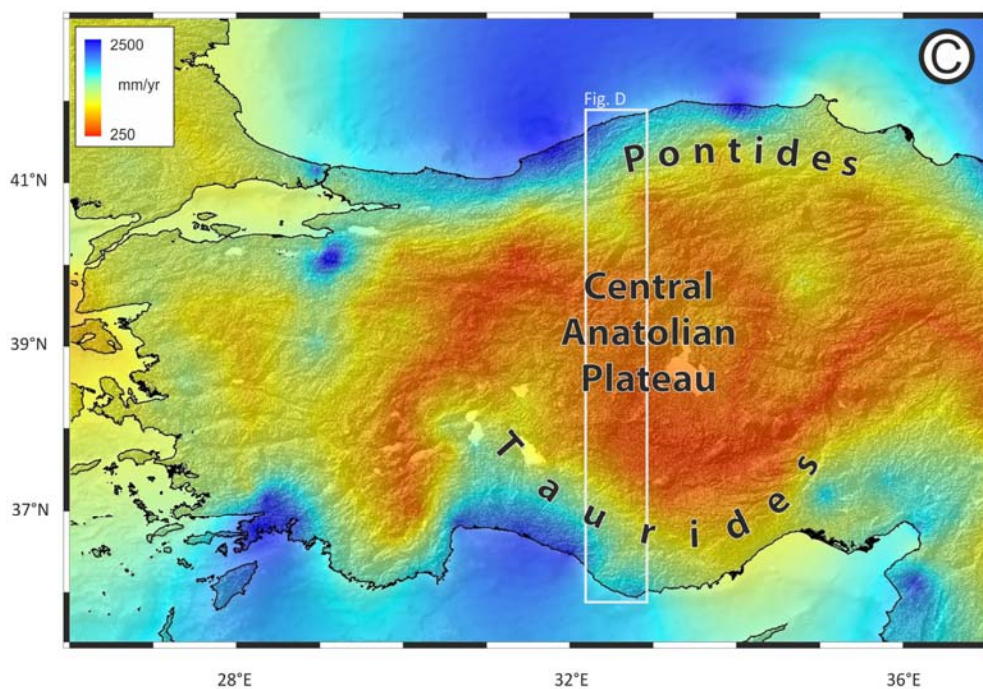 2500
mm/yr
250
C
Fig. D
Pontides
41°N
Central
Anatolian
39°N
Plateau
Taurides
37°N
28°E 32°E 36°E